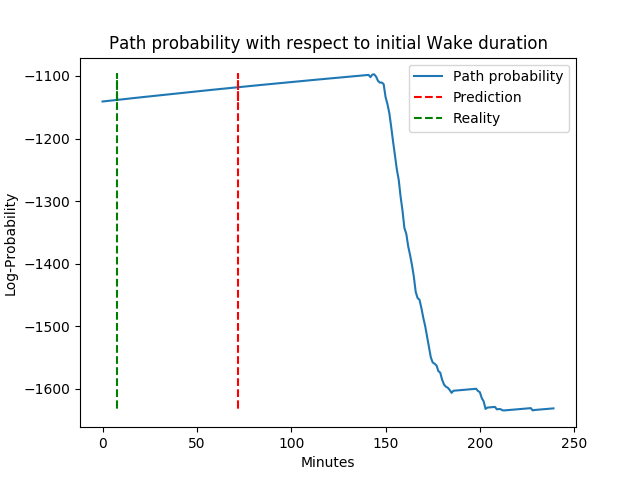 Path probability with respect to initial Wake duration
Path probability
Prediction
Reality
−1100
−1200
−1300
−1400
−1500
−1600
Log-Probability
0 50 100 150 200 250
Minutes